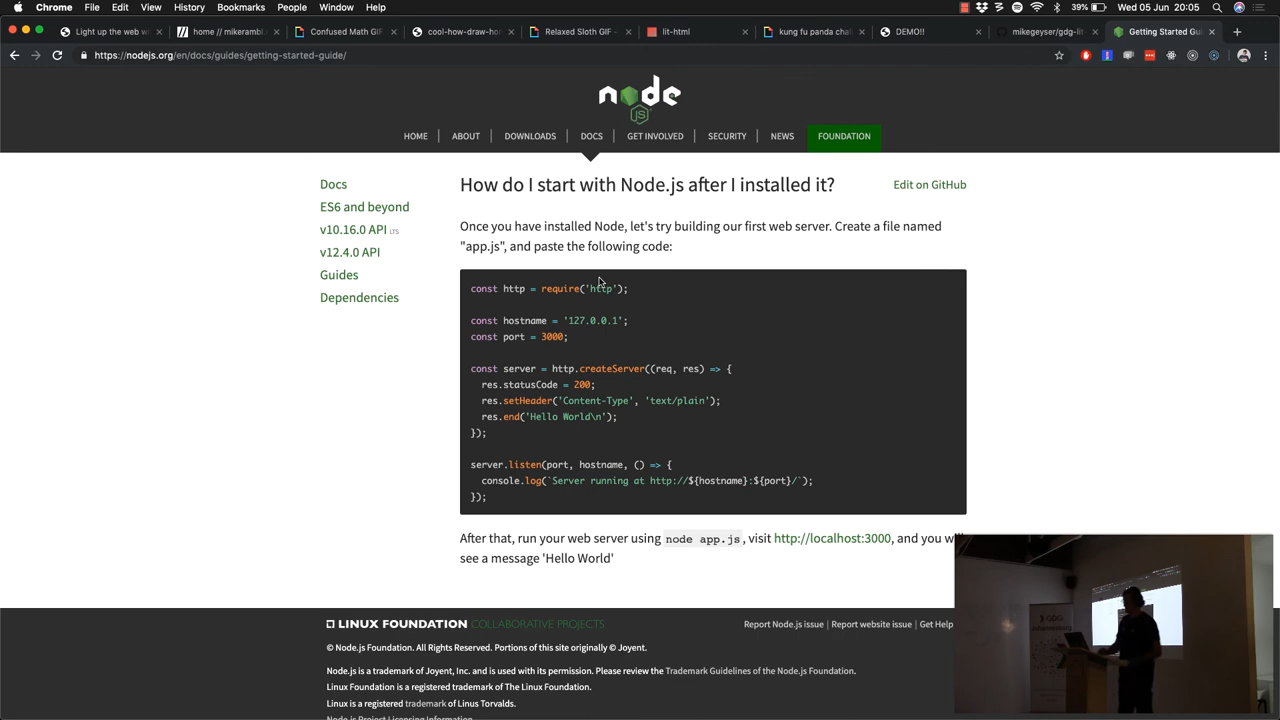 Chrome File Edit View History Bookmarks People Window Help 39% Wed 05 Jun 20:05
Light up the web w home // mikerambl Confused Math GIF cool-how-draw-hor Relaxed Sloth GIF - lit-html kung fu panda chal DEMO!! mikegeyser/gdg-lit Getting Started Gui
https://nodejs.org/en/docs/guides/getting-started-guide/
node
JS
HOME ABOUT DOWNLOADS DOCS GET INVOLVED SECURITY NEWS FOUNDATION
Docs
ES6 and beyond
v10.16.0 API LTS
v12.4.0 API
Guides
Dependencies
How do I start with Node.js after I installed it?
Edit on GitHub
Once you have installed Node, let's try building our first web server. Create a file named
"app.js", and paste the following code:
const http = require('http');
const hostname = '127.0.0.1';
const port = 3000;
const server = http.createServer((req, res) => {
res.statusCode = 200;
res.setHeader('Content-Type', 'text/plain');
res.end('Hello World\n');
});
server.listen(port, hostname, () => {
console.log(`Server running at http://${hostname}:${port}/`);
});
After that, run your web server using node app.js, visit http://localhost:3000, and you wi
see a message 'Hello World'
LINUX FOUNDATION COLLABORATIVE PROJECTS
Report Node.js issue | Report website issue | Get Help
© Node.js Foundation. All Rights Reserved. Portions of this site originally © Joyent.
Node.js is a trademark of Joyent, Inc. and is used with its permission. Please review the Trademark Guidelines of the Node.js Foundation.
Linux Foundation is a registered trademark of The Linux Foundation.
Linux is a registered trademark of Linus Torvalds.
Node.js Project Licensing Information.
GDG